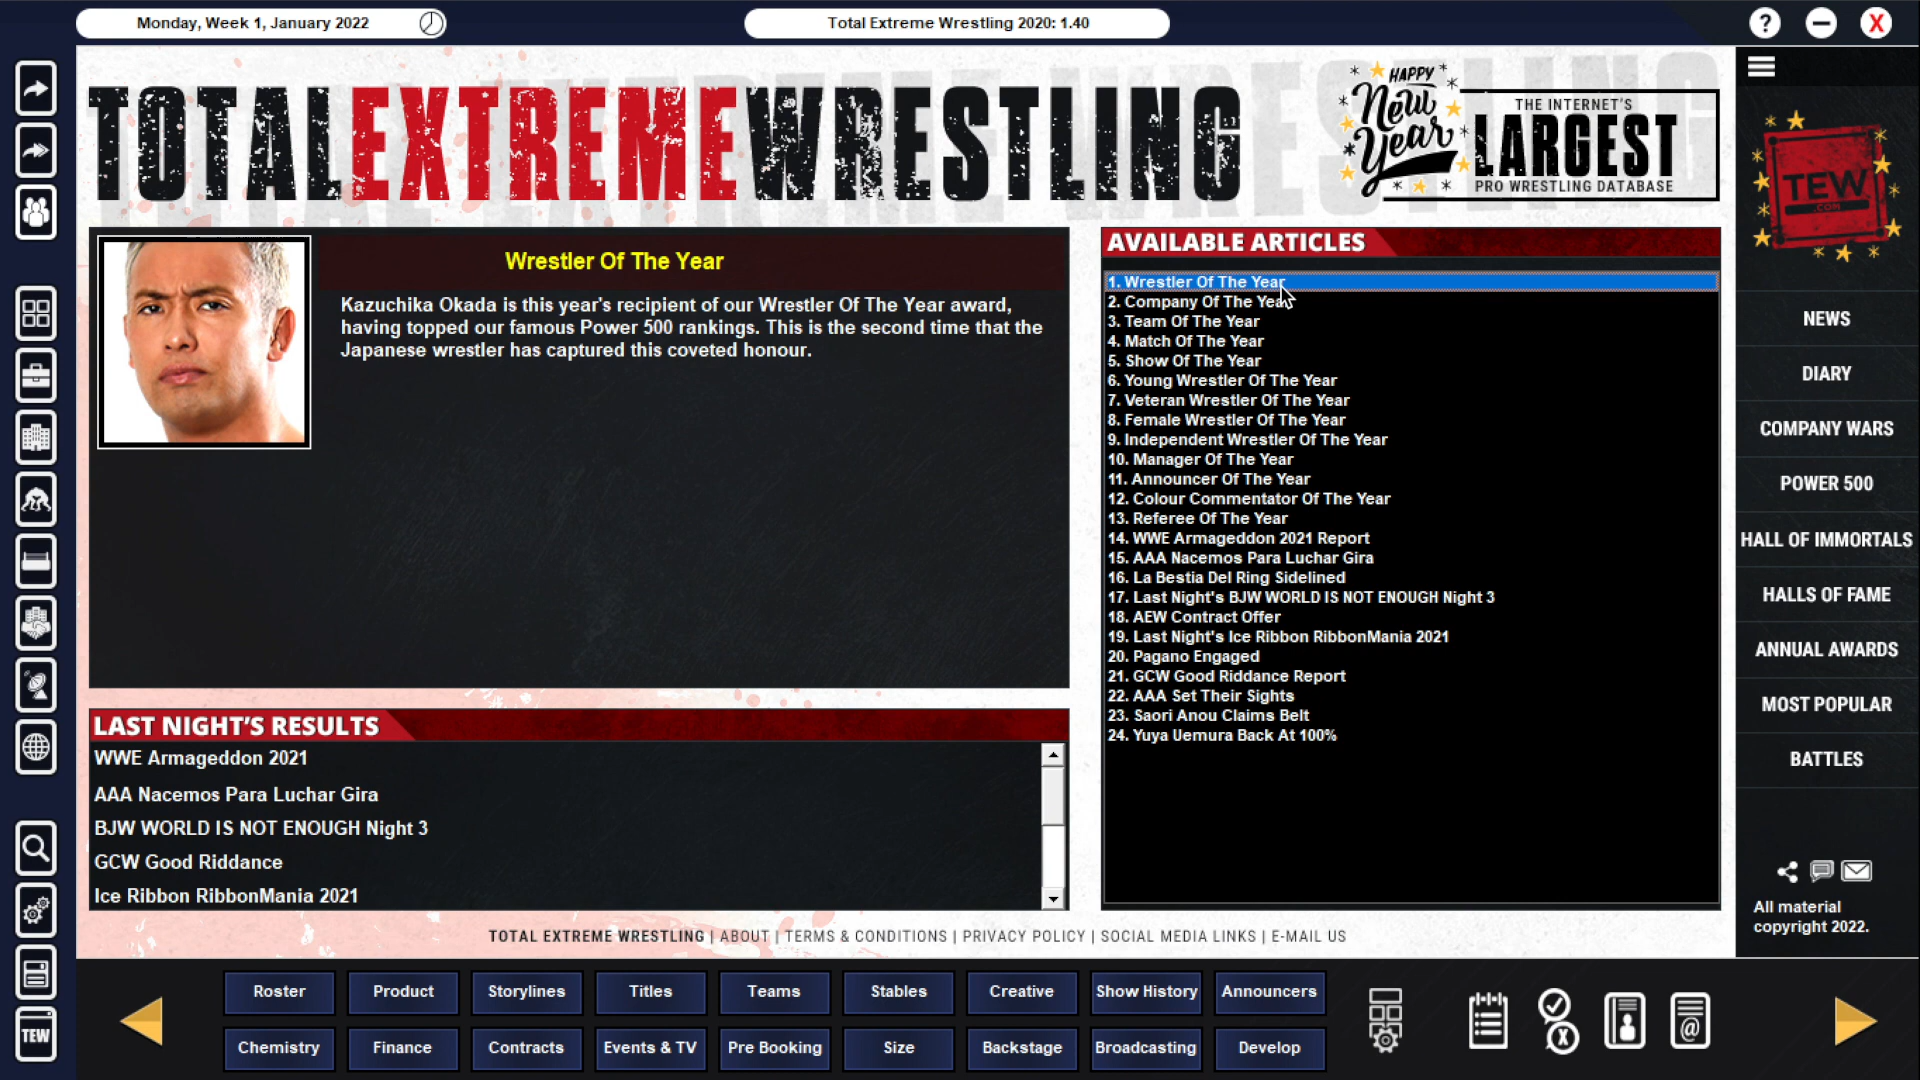 Monday, Week 1, January 2022
Total Extreme Wrestling 2020: 1.40
?
X
TOTALEXTREMEWRESTLING
HAPPY
New
Year
THE INTERNET'S
LARGEST
PRO WRESTLING DATABASE
TEW
.COM
Wrestler Of The Year
Kazuchika Okada is this year's recipient of our Wrestler Of The Year award,
having topped our famous Power 500 rankings. This is the second time that the
Japanese wrestler has captured this coveted honour.
AVAILABLE ARTICLES
1. Wrestler Of The Year
2. Company Of The Year
3. Team Of The Year
4. Match Of The Year
5. Show Of The Year
6. Young Wrestler Of The Year
7. Veteran Wrestler Of The Year
8. Female Wrestler Of The Year
9. Independent Wrestler Of The Year
10. Manager Of The Year
11. Announcer Of The Year
12. Colour Commentator Of The Year
13. Referee Of The Year
14. WWE Armageddon 2021 Report
15. AAA Nacemos Para Luchar Gira
16. La Bestia Del Ring Sidelined
17. Last Night's BJW WORLD IS NOT ENOUGH Night 3
18. AEW Contract Offer
19. Last Night's Ice Ribbon RibbonMania 2021
20. Pagano Engaged
21. GCW Good Riddance Report
22. AAA Set Their Sights
23. Saori Anou Claims Belt
24. Yuya Uemura Back At 100%
NEWS
DIARY
COMPANY WARS
POWER 500
HALL OF IMMORTALS
HALLS OF FAME
ANNUAL AWARDS
MOST POPULAR
BATTLES
All material
copyright 2022.
LAST NIGHT'S RESULTS
WWE Armageddon 2021
AAA Nacemos Para Luchar Gira
BJW WORLD IS NOT ENOUGH Night 3
GCW Good Riddance
Ice Ribbon RibbonMania 2021
TOTAL EXTREME WRESTLING | ABOUT | TERMS & CONDITIONS | PRIVACY POLICY | SOCIAL MEDIA LINKS | E-MAIL US
TEW
Roster
Product
Storylines
Titles
Teams
Stables
Creative
Show History
Announcers
Chemistry
Finance
Contracts
Events & TV
Pre Booking
Size
Backstage
Broadcasting
Develop